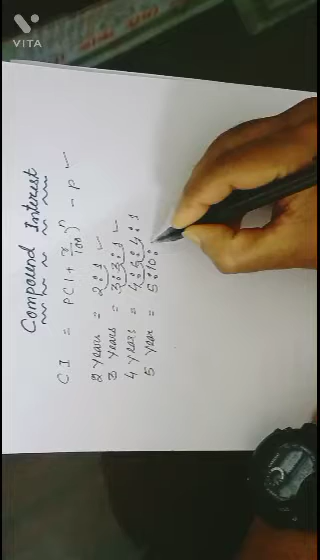 VITA
Compound Interest
CI = P(1 + r/100)^n - P ✓
2 years = 2:1 ✓
3 years = 3:3:1 ✓
4 years = 4:6:4:1
5 year = 5:10: